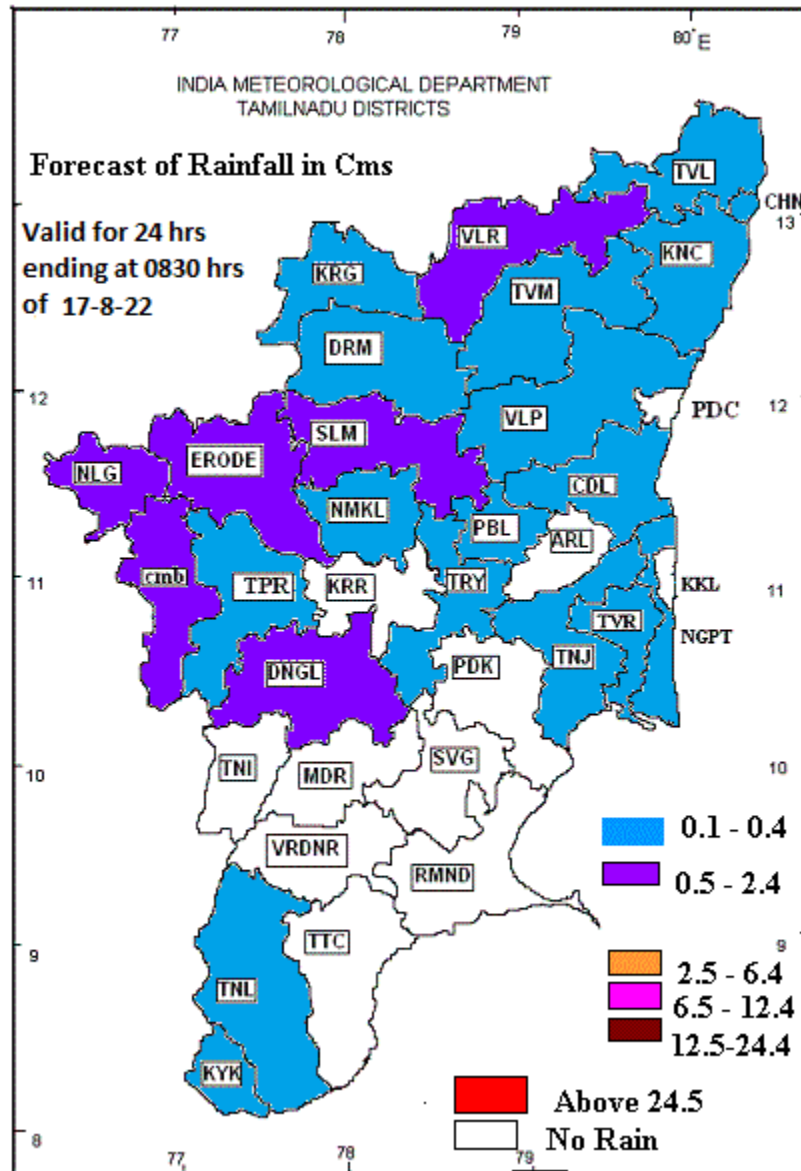 77 78 79 80°E
INDIA METEOROLOGICAL DEPARTMENT
TAMILNADU DISTRICTS
Forecast of Rainfall in Cms
TVL
CHN
13
Valid for 24 hrs
ending at 0830 hrs
of 17-8-22
VLR
KNC
KRG
TVM
DRM
12
12
PDC
VLP
SLM
ERODE
NLG
CDL
NMKL
PBL
ARL
11
cmb
TPR
KRR
TRY
KKL
11
TVR
NGPT
DNGL
PDK
TNJ
10
TNI
MDR
SVG
10
0.1 - 0.4
VRDNR
RMND
0.5 - 2.4
9
TTC
9
2.5 - 6.4
TNL
6.5 - 12.4
12.5-24.4
KYK
Above 24.5
8
No Rain
77 78 79